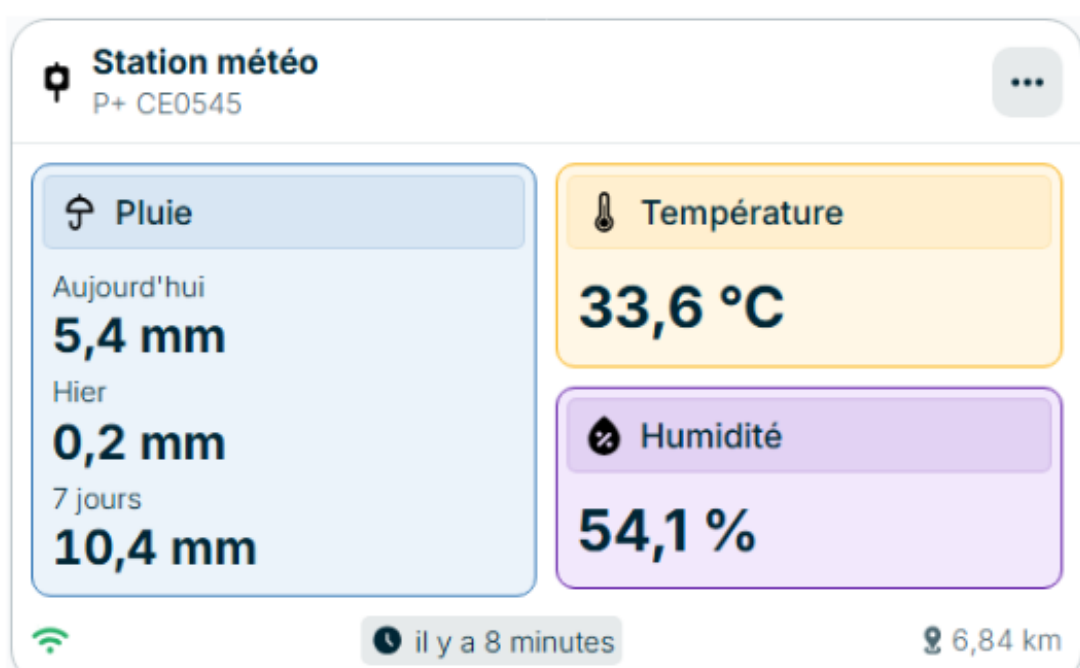 Station météo
P+ CE0545
Pluie
Aujourd'hui
5,4 mm
Hier
0,2 mm
7 jours
10,4 mm
Température
33,6 °C
Humidité
54,1 %
il y a 8 minutes
6,84 km